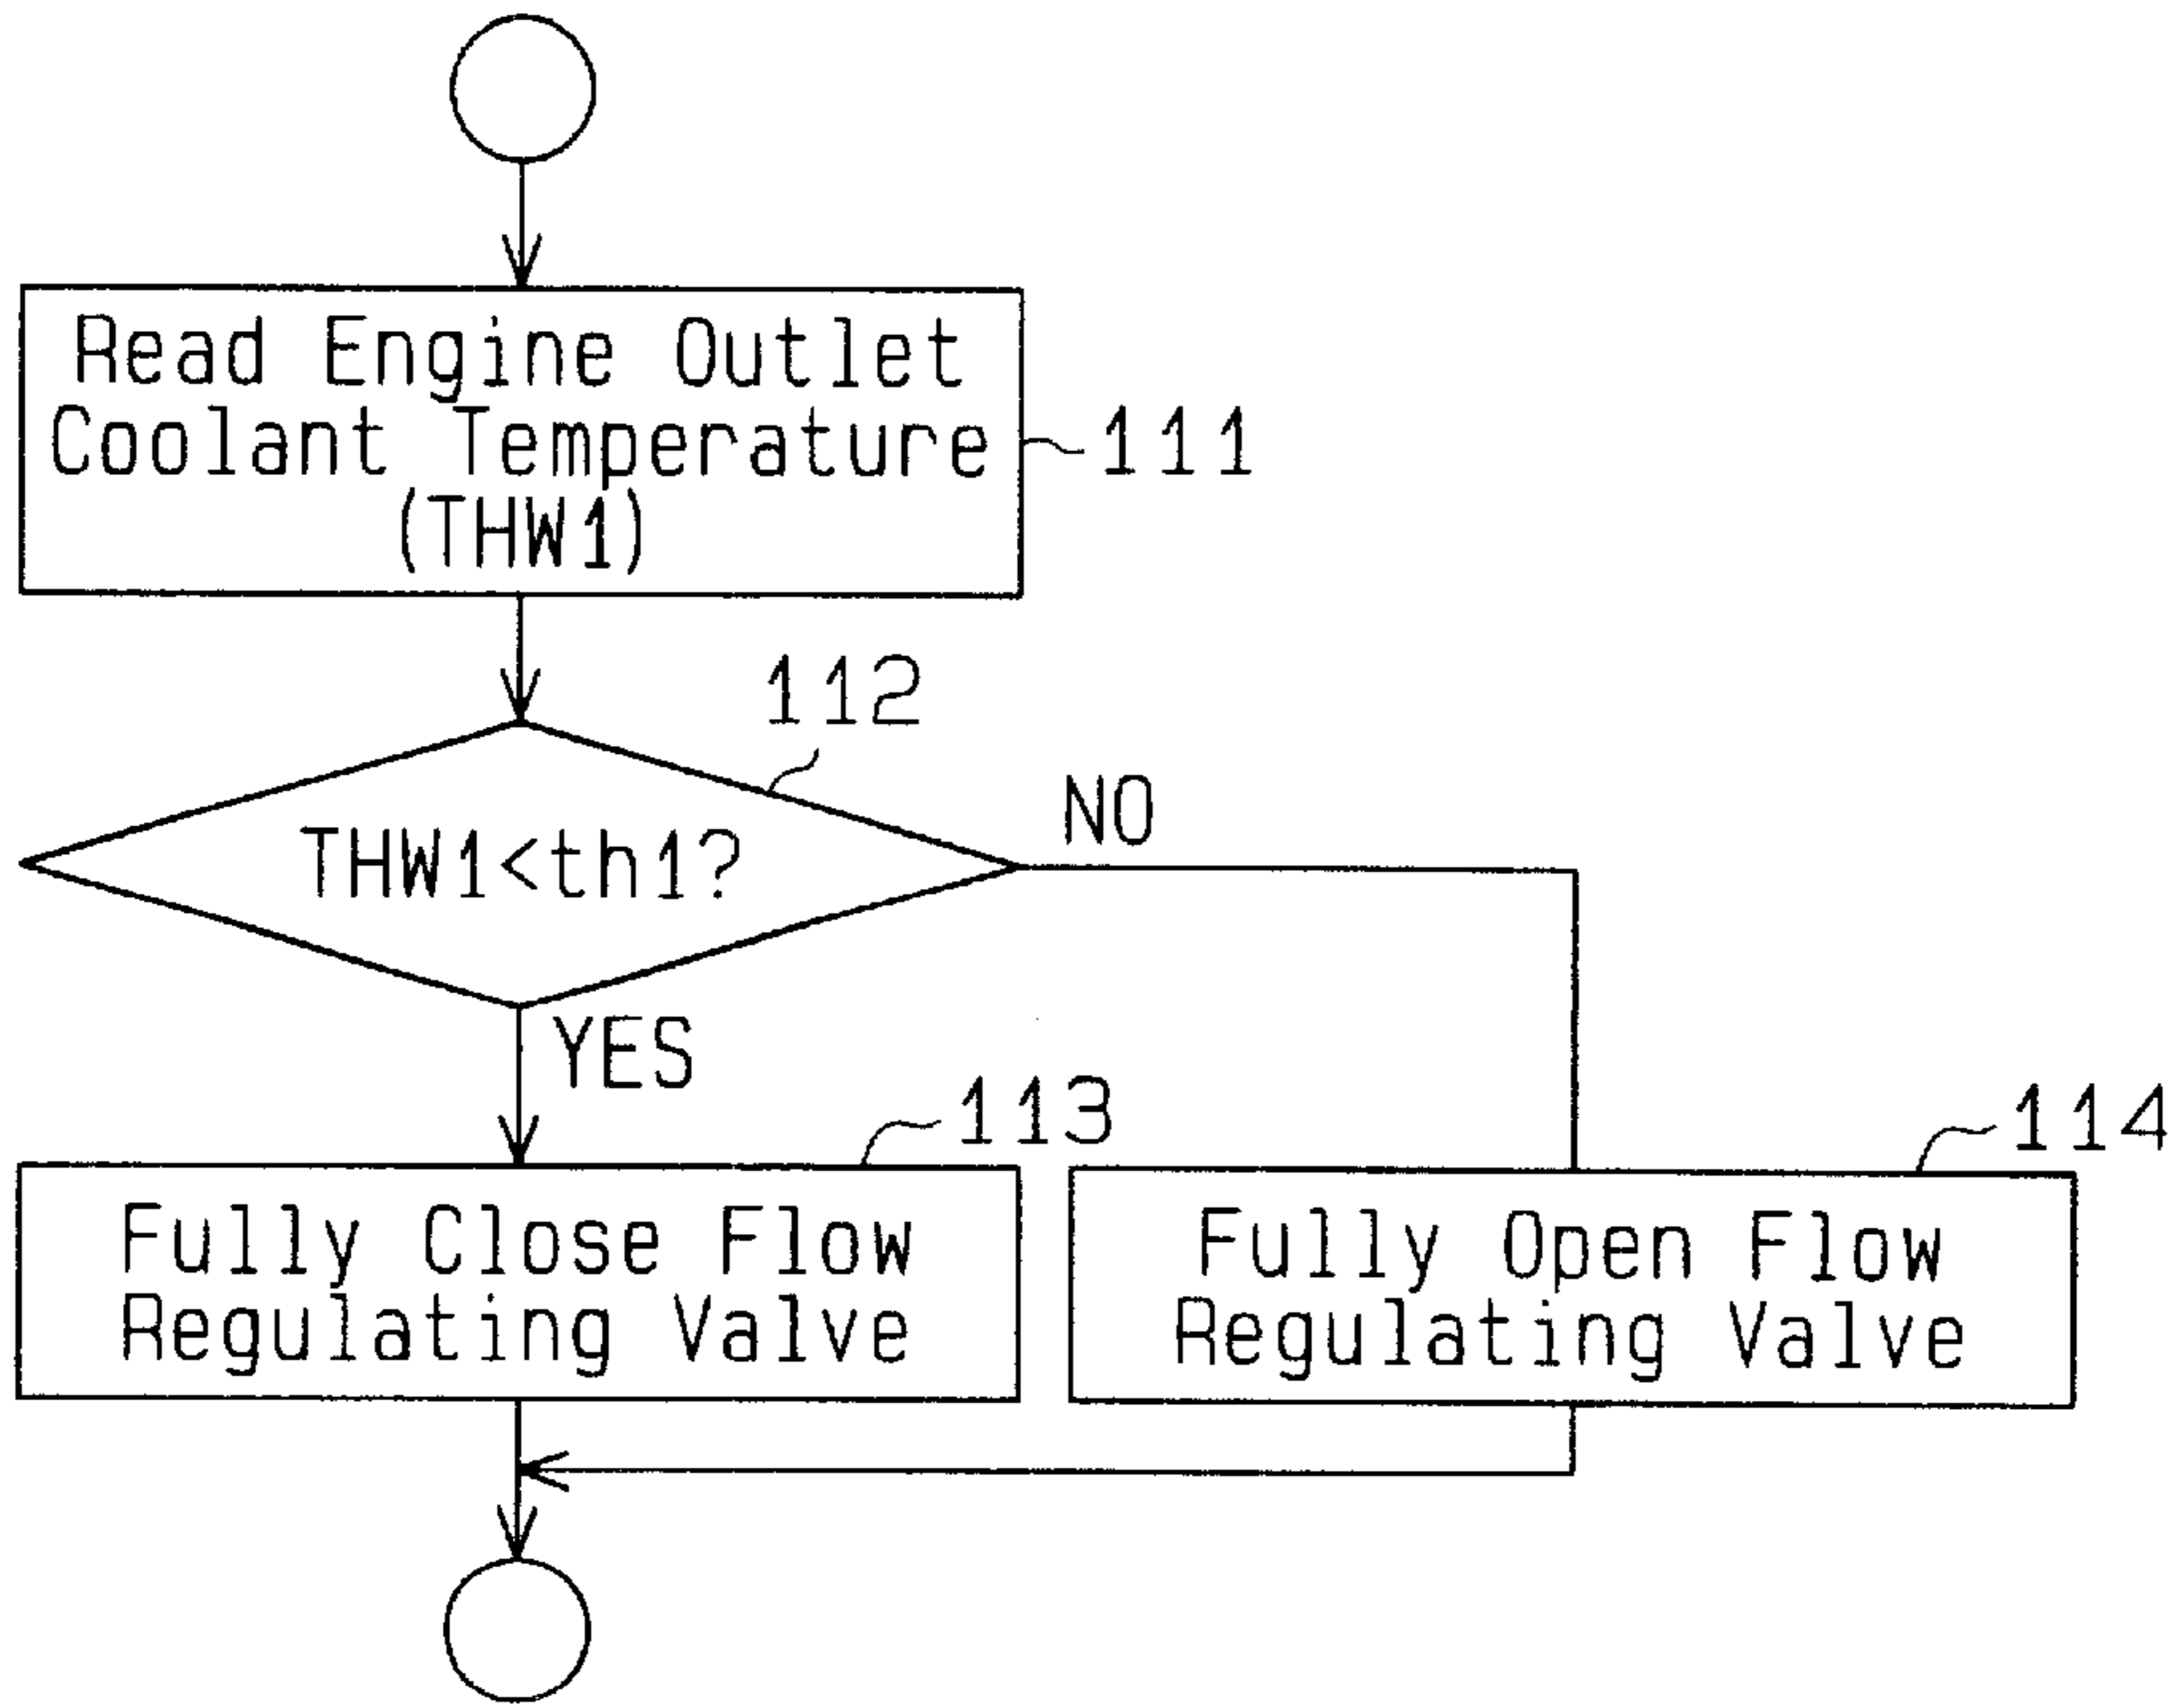 Read Engine Outlet
Coolant Temperature
(THW1)
111
112
THW1<th1?
NO
YES
113
Fully Close Flow
Regulating Valve
114
Fully Open Flow
Regulating Valve